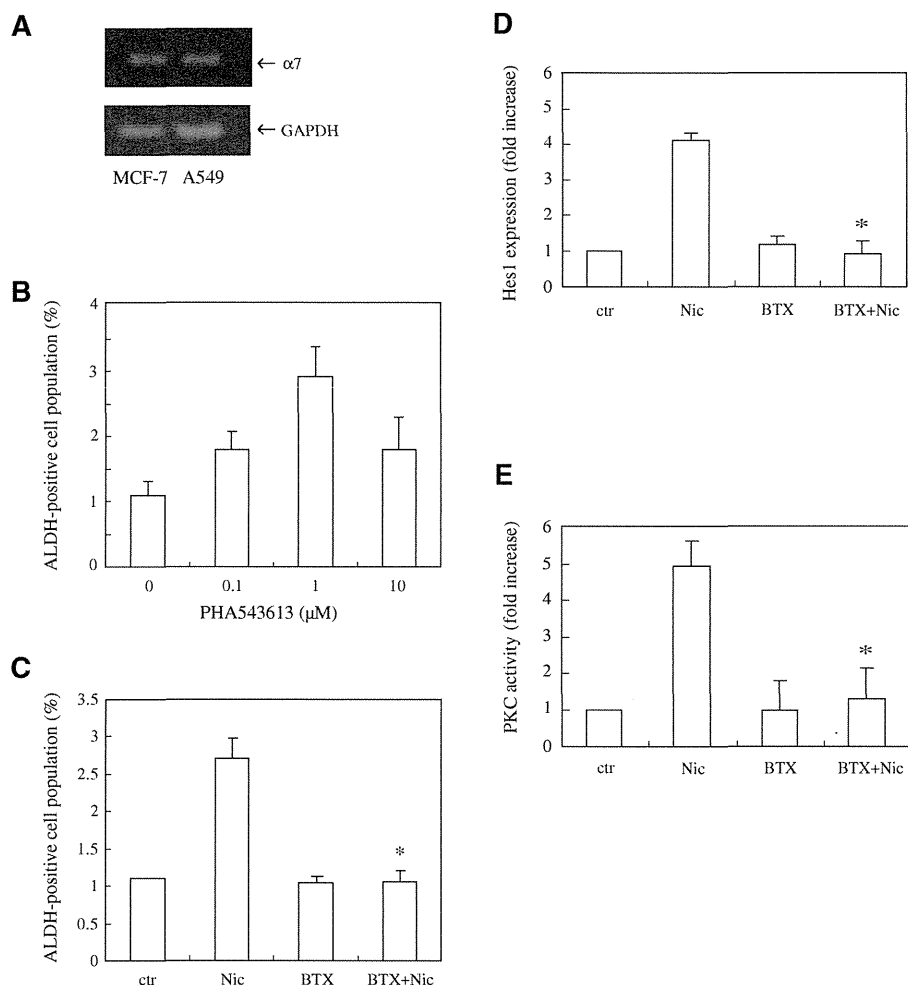 A
← α7
← GAPDH
MCF-7 A549
B
ALDH-positive cell population (%)
4
3
2
1
0
0 0.1 1 10
PHA543613 (μM)
C
ALDH-positive cell population (%)
3.5
3
2.5
2
1.5
1
0.5
0
*
ctr Nic BTX BTX+Nic
D
Hes1 expression (fold increase)
6
5
4
3
2
1
0
*
ctr Nic BTX BTX+Nic
E
PKC activity (fold increase)
6
5
4
3
2
1
0
*
ctr Nic BTX BTX+Nic